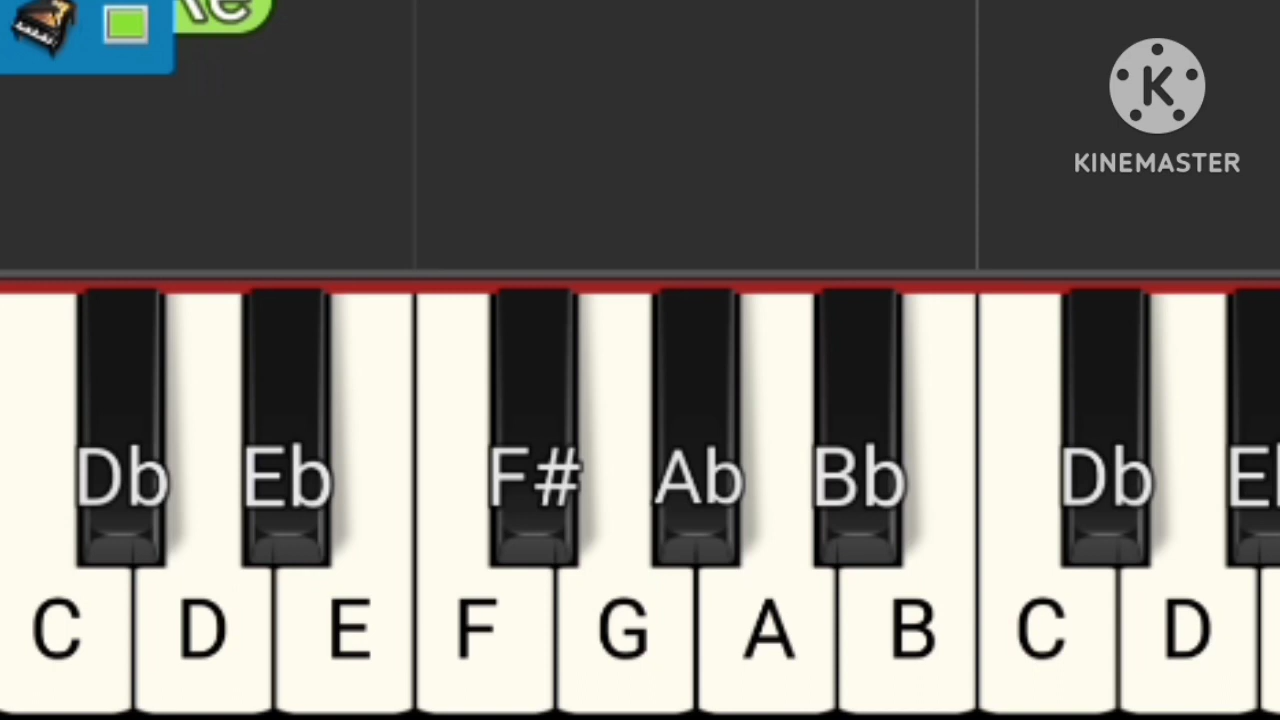 K
KINEMASTER
Db Eb F# Ab Bb Db
C D E F G A B C D